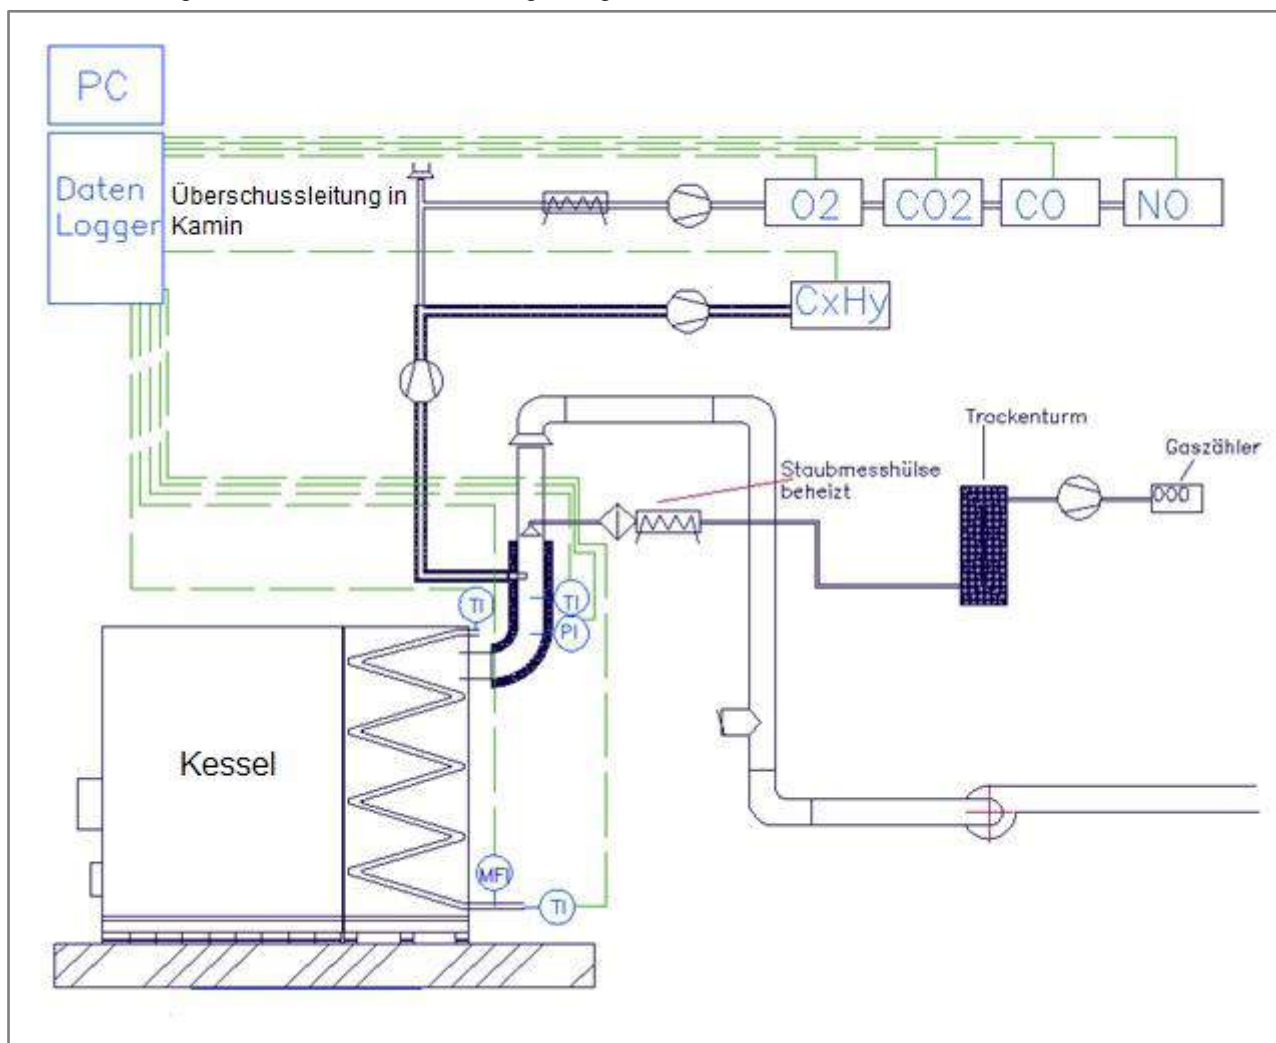 PC
Daten
Logger
Überschussleitung in
Kamin
O2
CO2
CO
NO
CxHy
Trockenturm
Gaszähler
000
Staubmesshülse
beheizt
TI
TI
PI
Kessel
MFI
TI